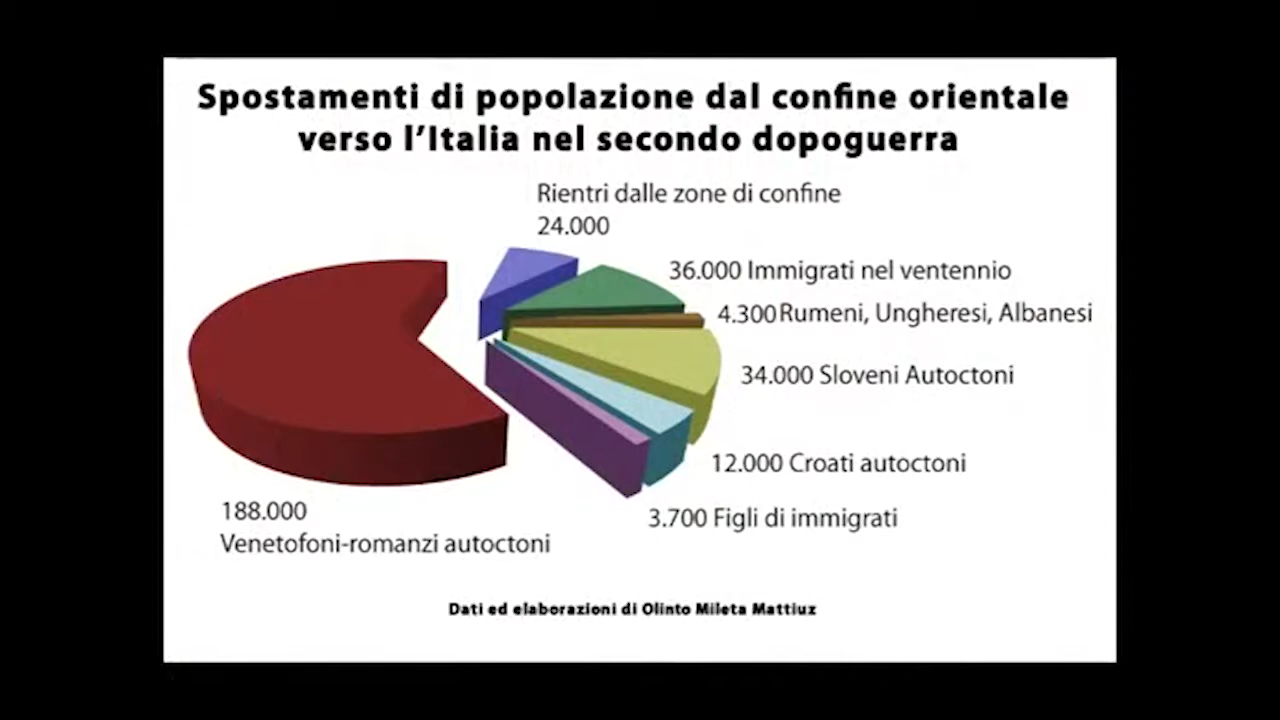 Spostamenti di popolazione dal confine orientale
verso l'Italia nel secondo dopoguerra
Rientri dalle zone di confine
24.000
36.000 Immigrati nel ventennio
4.300 Rumeni, Ungheresi, Albanesi
34.000 Sloveni Autoctoni
12.000 Croati autoctoni
3.700 Figli di immigrati
188.000
Venetofoni-romanzi autoctoni
Dati ed elaborazioni di Olinto Mileta Mattiuz